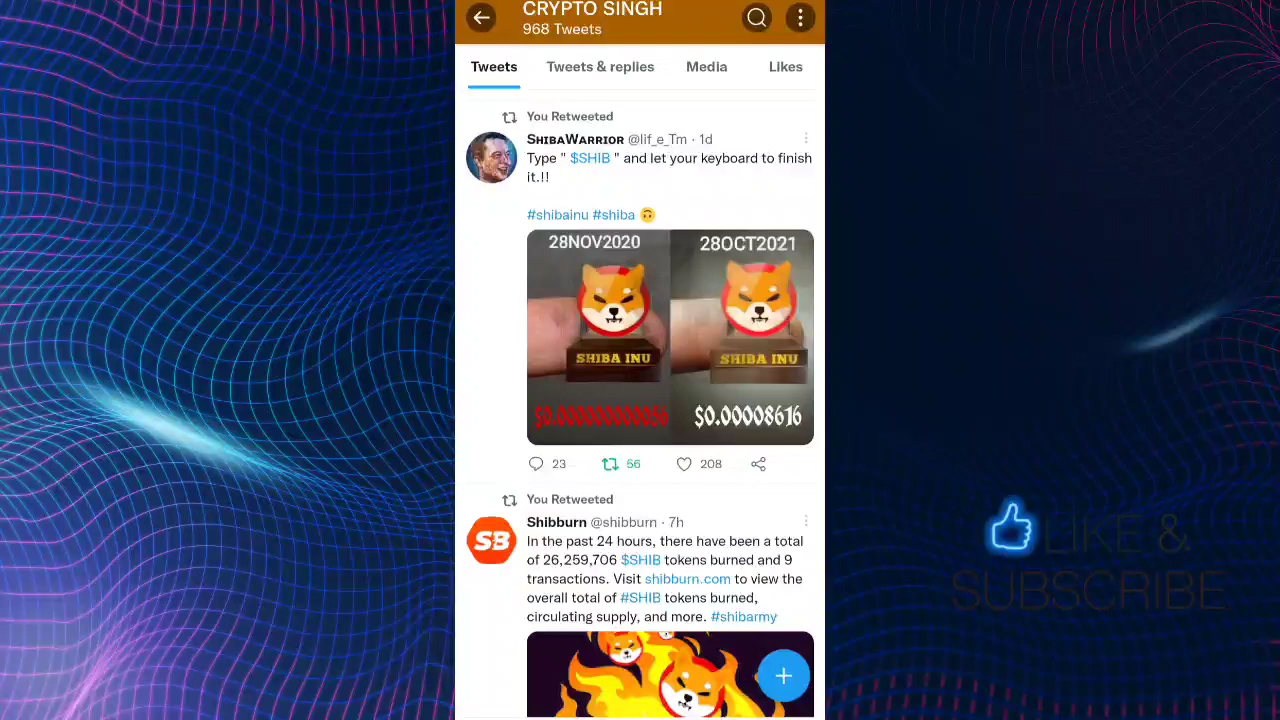 CRYPTO SINGH
968 Tweets
Tweets Tweets & replies Media Likes
You Retweeted
SHIBAWARRIOR @lif_e_Tm · 1d
Type " $SHIB " and let your keyboard to finish
it.!!
#shibainu #shiba 🙃
28NOV2020 28OCT2021
SHIBA INU SHIBA INU
$0.000000000056 $0.00008616
23 56 208
You Retweeted
Shibburn @shibburn · 7h
SB
In the past 24 hours, there have been a total
of 26,259,706 $SHIB tokens burned and 9
transactions. Visit shibburn.com to view the
overall total of #SHIB tokens burned,
circulating supply, and more. #shibarmy
LIKE &
SUBSCRIBE